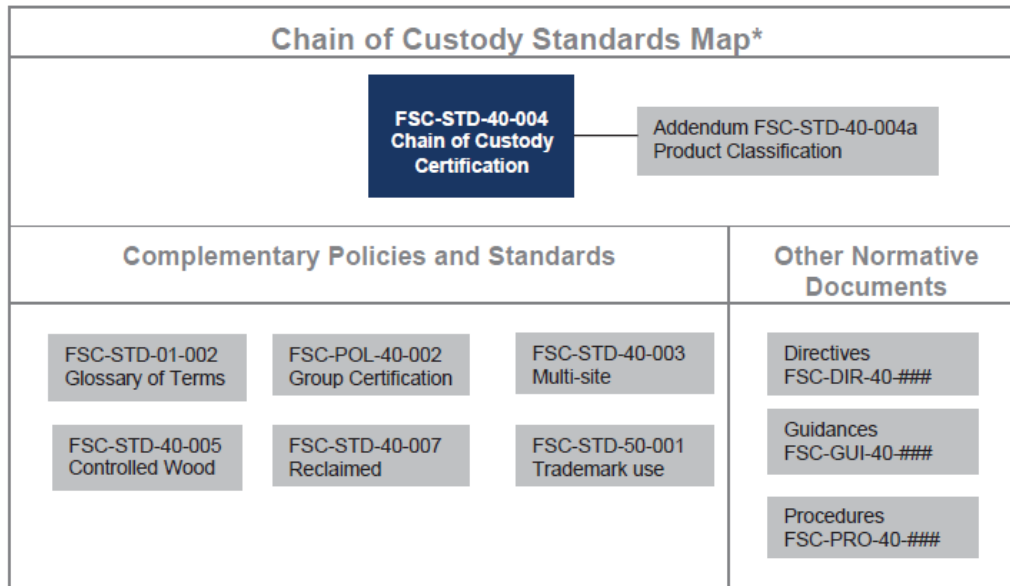 Chain of Custody Standards Map*
FSC-STD-40-004
Chain of Custody
Certification
Addendum FSC-STD-40-004a
Product Classification
Complementary Policies and Standards
Other Normative
Documents
FSC-STD-01-002
Glossary of Terms
FSC-POL-40-002
Group Certification
FSC-STD-40-003
Multi-site
FSC-STD-40-005
Controlled Wood
FSC-STD-40-007
Reclaimed
FSC-STD-50-001
Trademark use
Directives
FSC-DIR-40-###
Guidances
FSC-GUI-40-###
Procedures
FSC-PRO-40-###